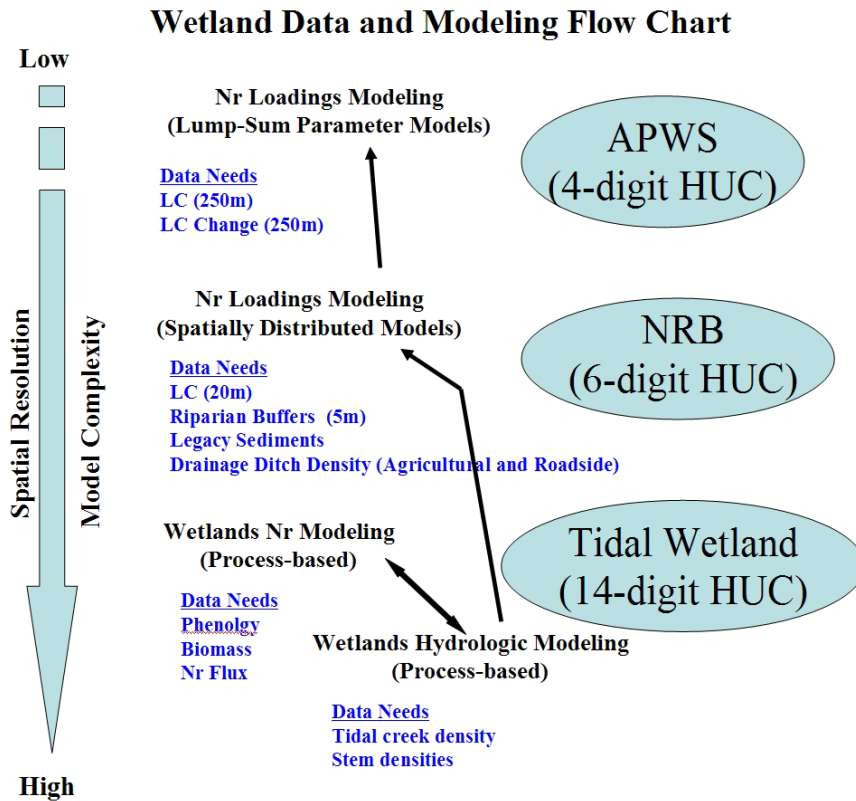 Wetland Data and Modeling Flow Chart
Low
Nr Loadings Modeling
(Lump-Sum Parameter Models)
Data Needs
LC (250m)
LC Change (250m)
APWS
(4-digit HUC)
Nr Loadings Modeling
(Spatially Distributed Models)
Data Needs
LC (20m)
Riparian Buffers (5m)
Legacy Sediments
Drainage Ditch Density (Agricultural and Roadside)
NRB
(6-digit HUC)
Spatial Resolution
Model Complexity
Wetlands Nr Modeling
(Process-based)
Data Needs
Phenolgy
Biomass
Nr Flux
Tidal Wetland
(14-digit HUC)
Wetlands Hydrologic Modeling
(Process-based)
Data Needs
Tidal creek density
Stem densities
High